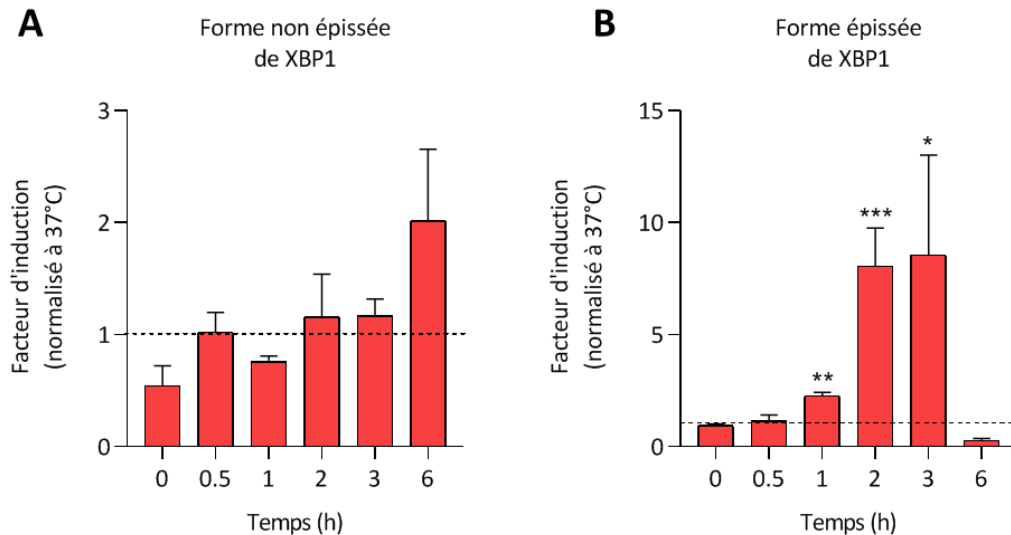 A
Forme non épissée
de XBP1
Facteur d'induction
(normalisé à 37°C)
3
2
1
0
0 0.5 1 2 3 6
Temps (h)
B
Forme épissée
de XBP1
Facteur d'induction
(normalisé à 37°C)
15
10
5
0
**
***
*
0 0.5 1 2 3 6
Temps (h)